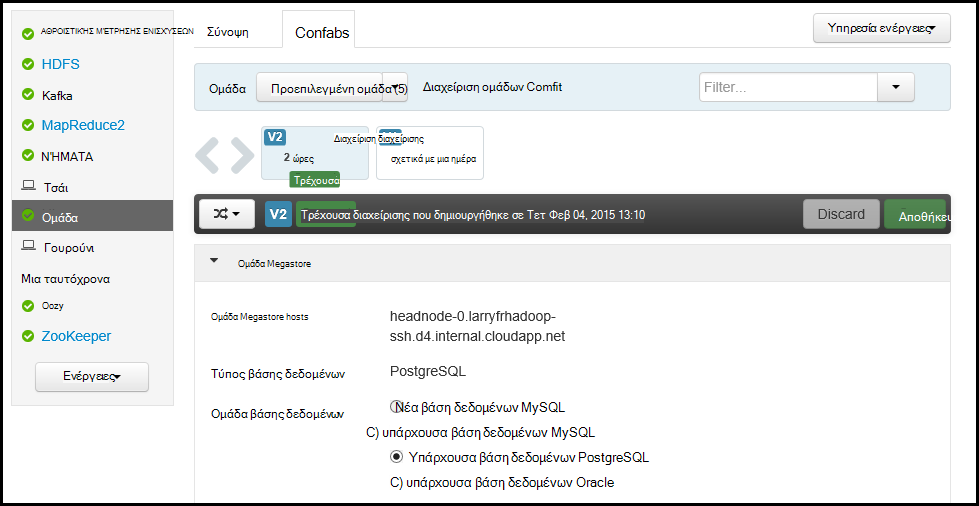 ΑΘΡΟΙΣΤΙΚΉΣ ΜΈΤΡΗΣΗΣ ΕΝΙΣΧΎΣΕΩΝ
HDFS
Kafka
MapReduce2
ΝΉΜΑΤΑ
Τσάι
Ομάδα
Γουρούνι
Μια ταυτόχρονα
Oozy
ZooKeeper
Ενέργειες
Σύνοψη
Confabs
Υπηρεσία ενέργειες
Ομάδα
Προεπιλεγμένη ομάδα (5)
Διαχείριση ομάδων Comfit
Filter...
V2
Διαχείριση διαχείρισης
2 ώρες
σχετικά με μια ημέρα
Τρέχουσα
V2
Τρέχουσα διαχείρισης που δημιουργήθηκε σε Τετ Φεβ 04, 2015 13:10
Discard
Αποθήκευ
Ομάδα Megastore
Ομάδα Megastore hosts
headnode-0.larryfrhadoop-
ssh.d4.internal.cloudapp.net
Τύπος βάσης δεδομένων
PostgreSQL
Ομάδα βάσης δεδομένων
Νέα βάση δεδομένων MySQL
C) υπάρχουσα βάση δεδομένων MySQL
Υπάρχουσα βάση δεδομένων PostgreSQL
C) υπάρχουσα βάση δεδομένων Oracle